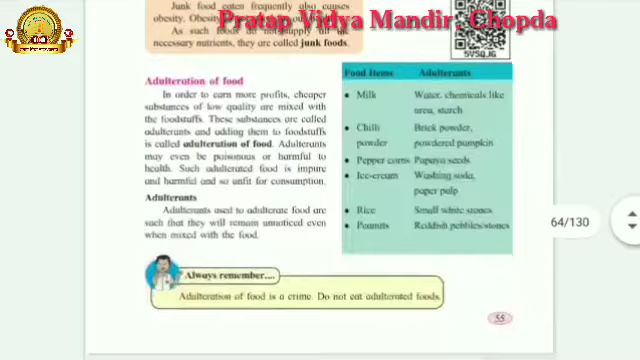 Pratap Vidya Mandir, Chopda
Junk food eaten frequently also causes
obesity. Obesity
As such foods do not supply all the
necessary nutrients, they are called junk foods.
5VSQJG
Adulteration of food
In order to earn more profits, cheaper
substances of low quality are mixed with
the foodstuffs. These substances are called
adulterants and adding them to foodstuffs
is called adulteration of food. Adulterants
may even be poisonous or harmful to
health. Such adulterated food is impure
and harmful and so unfit for consumption.
Adulterants
Adulterants used to adulterate food are
such that they will remain unnoticed even
when mixed with the food.
Food Items Adulterants
• Milk Water, chemicals like
urea, starch
• Chilli Brick powder,
powder powdered pumpkin
• Pepper corns Papaya seeds
• Ice-cream Washing soda,
paper pulp
• Rice Small white stones
• Peanuts Reddish pebbles/stones
64/130
Always remember....
Adulteration of food is a crime. Do not eat adulterated foods.
55